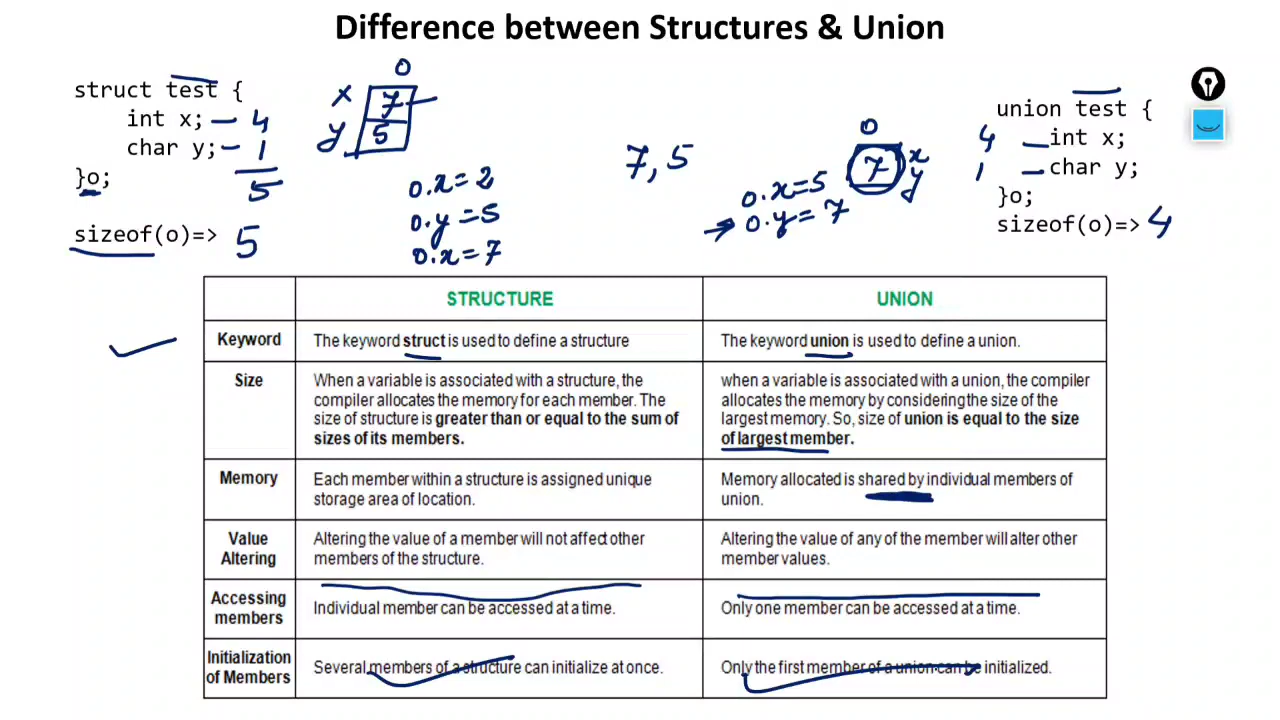 Difference between Structures & Union
struct test {
int x; — 4
char y; — 1
}o;
5
sizeof(o)=> 5
o
x 7
y 5
o.x=2
o.y=5
o.x=7
7,5
o
7 x
y
o.x=5
o.y=7
union test {
4 int x;
1 char y;
}o;
sizeof(o)=> 4
STRUCTURE UNION
Keyword
The keyword struct is used to define a structure
The keyword union is used to define a union.
Size
When a variable is associated with a structure, the
compiler allocates the memory for each member. The
size of structure is greater than or equal to the sum of
sizes of its members.
when a variable is associated with a union, the compiler
allocates the memory by considering the size of the
largest memory. So, size of union is equal to the size
of largest member.
Memory
Each member within a structure is assigned unique
storage area of location.
Memory allocated is shared by individual members of
union.
Value
Altering
Altering the value of a member will not affect other
members of the structure.
Altering the value of any of the member will alter other
member values.
Accessing
members
Individual member can be accessed at a time.
Only one member can be accessed at a time.
Initialization
of Members
Several members of a structure can initialize at once.
Only the first member of a union can be initialized.